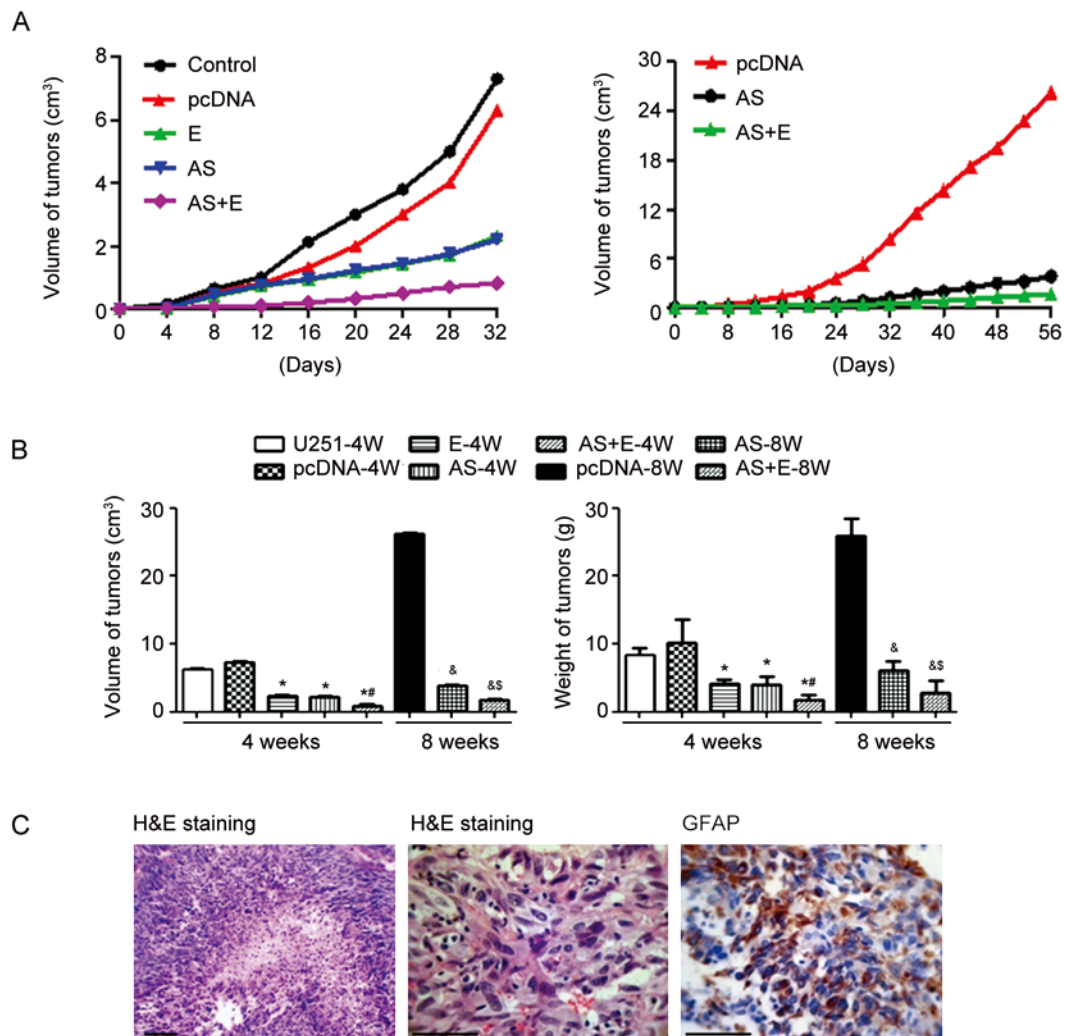 A
Volume of tumors (cm3)
8
6
4
2
0
Control
pcDNA
E
AS
AS+E
0 4 8 12 16 20 24 28 32
(Days)
Volume of tumors (cm3)
30
24
18
12
6
0
pcDNA
AS
AS+E
0 8 16 24 32 40 48 56
(Days)
B
U251-4W E-4W AS+E-4W AS-8W
pcDNA-4W AS-4W pcDNA-8W AS+E-8W
Volume of tumors (cm3)
30
20
10
0
* * *# & &$
4 weeks 8 weeks
Weight of tumors (g)
30
20
10
0
* * *# & &$
4 weeks 8 weeks
C
H&E staining H&E staining GFAP